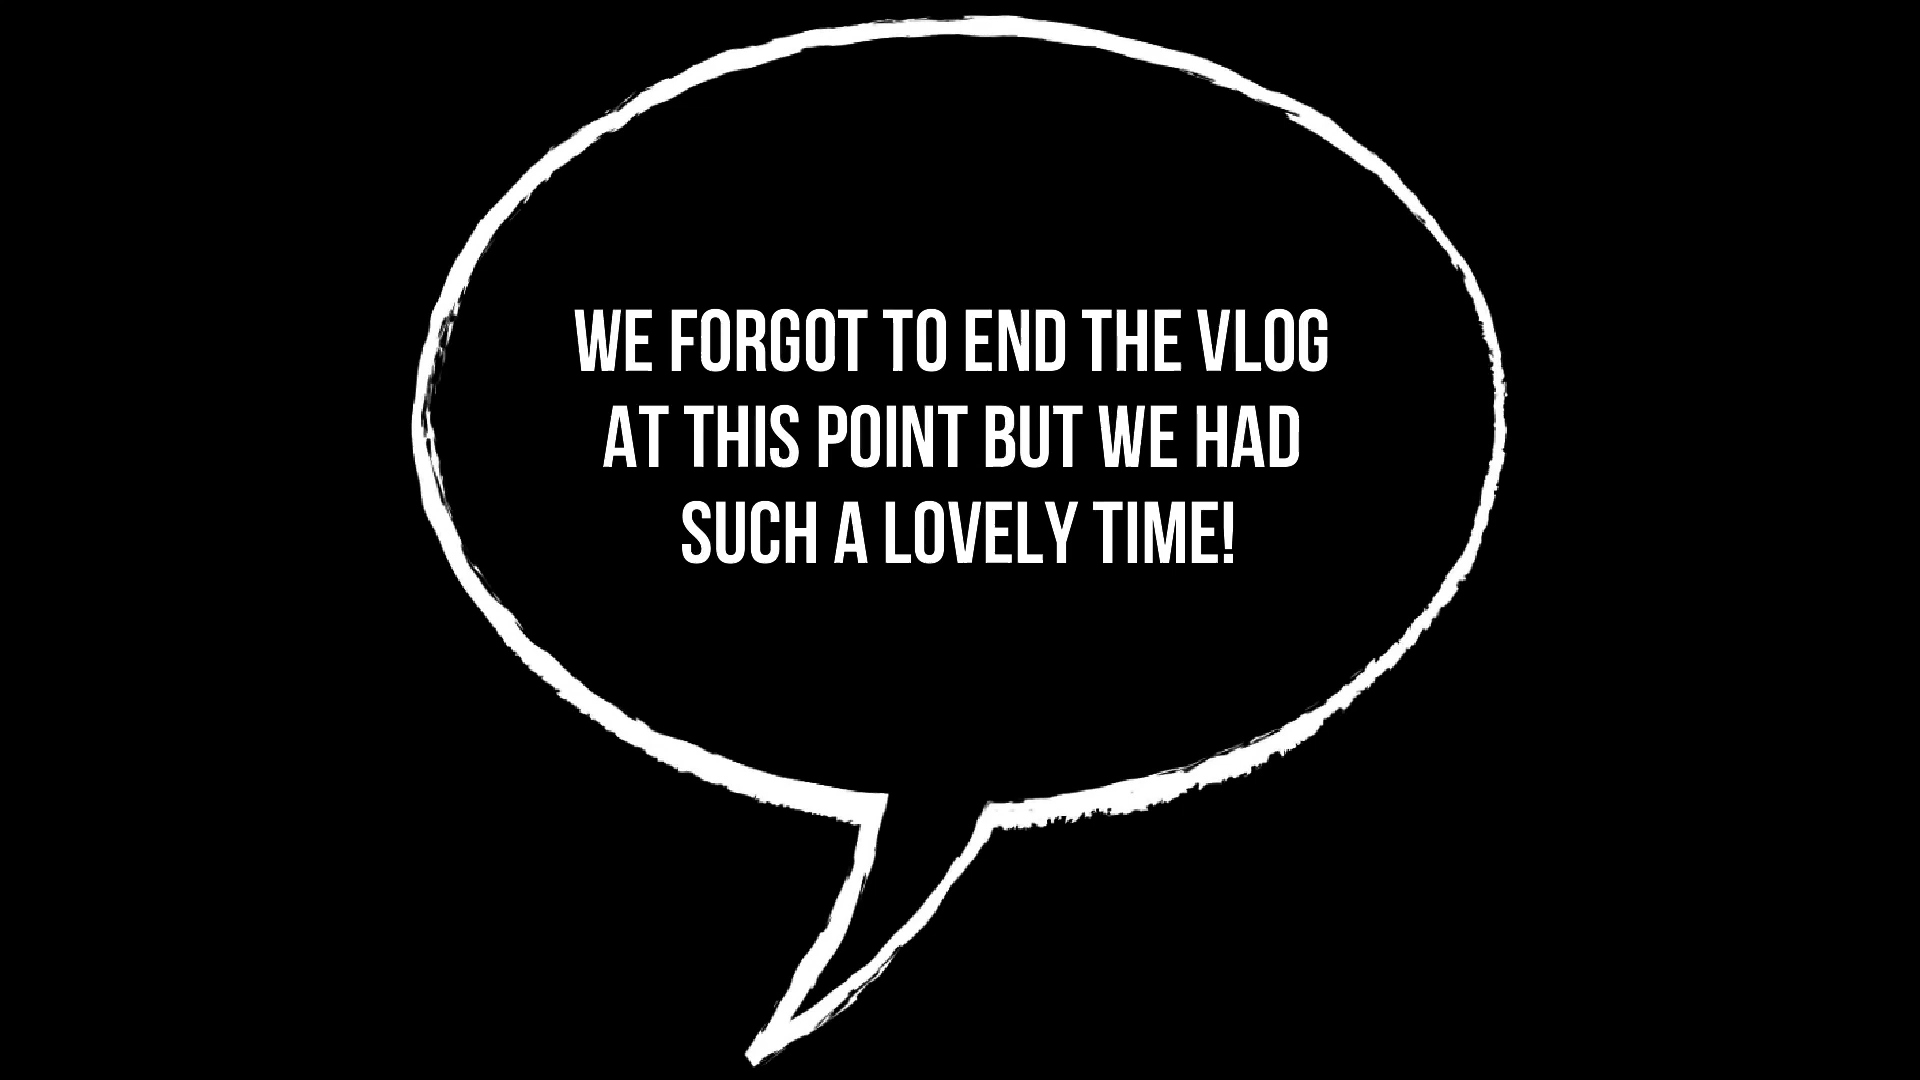 WE FORGOT TO END THE VLOG
AT THIS POINT BUT WE HAD
SUCH A LOVELY TIME!